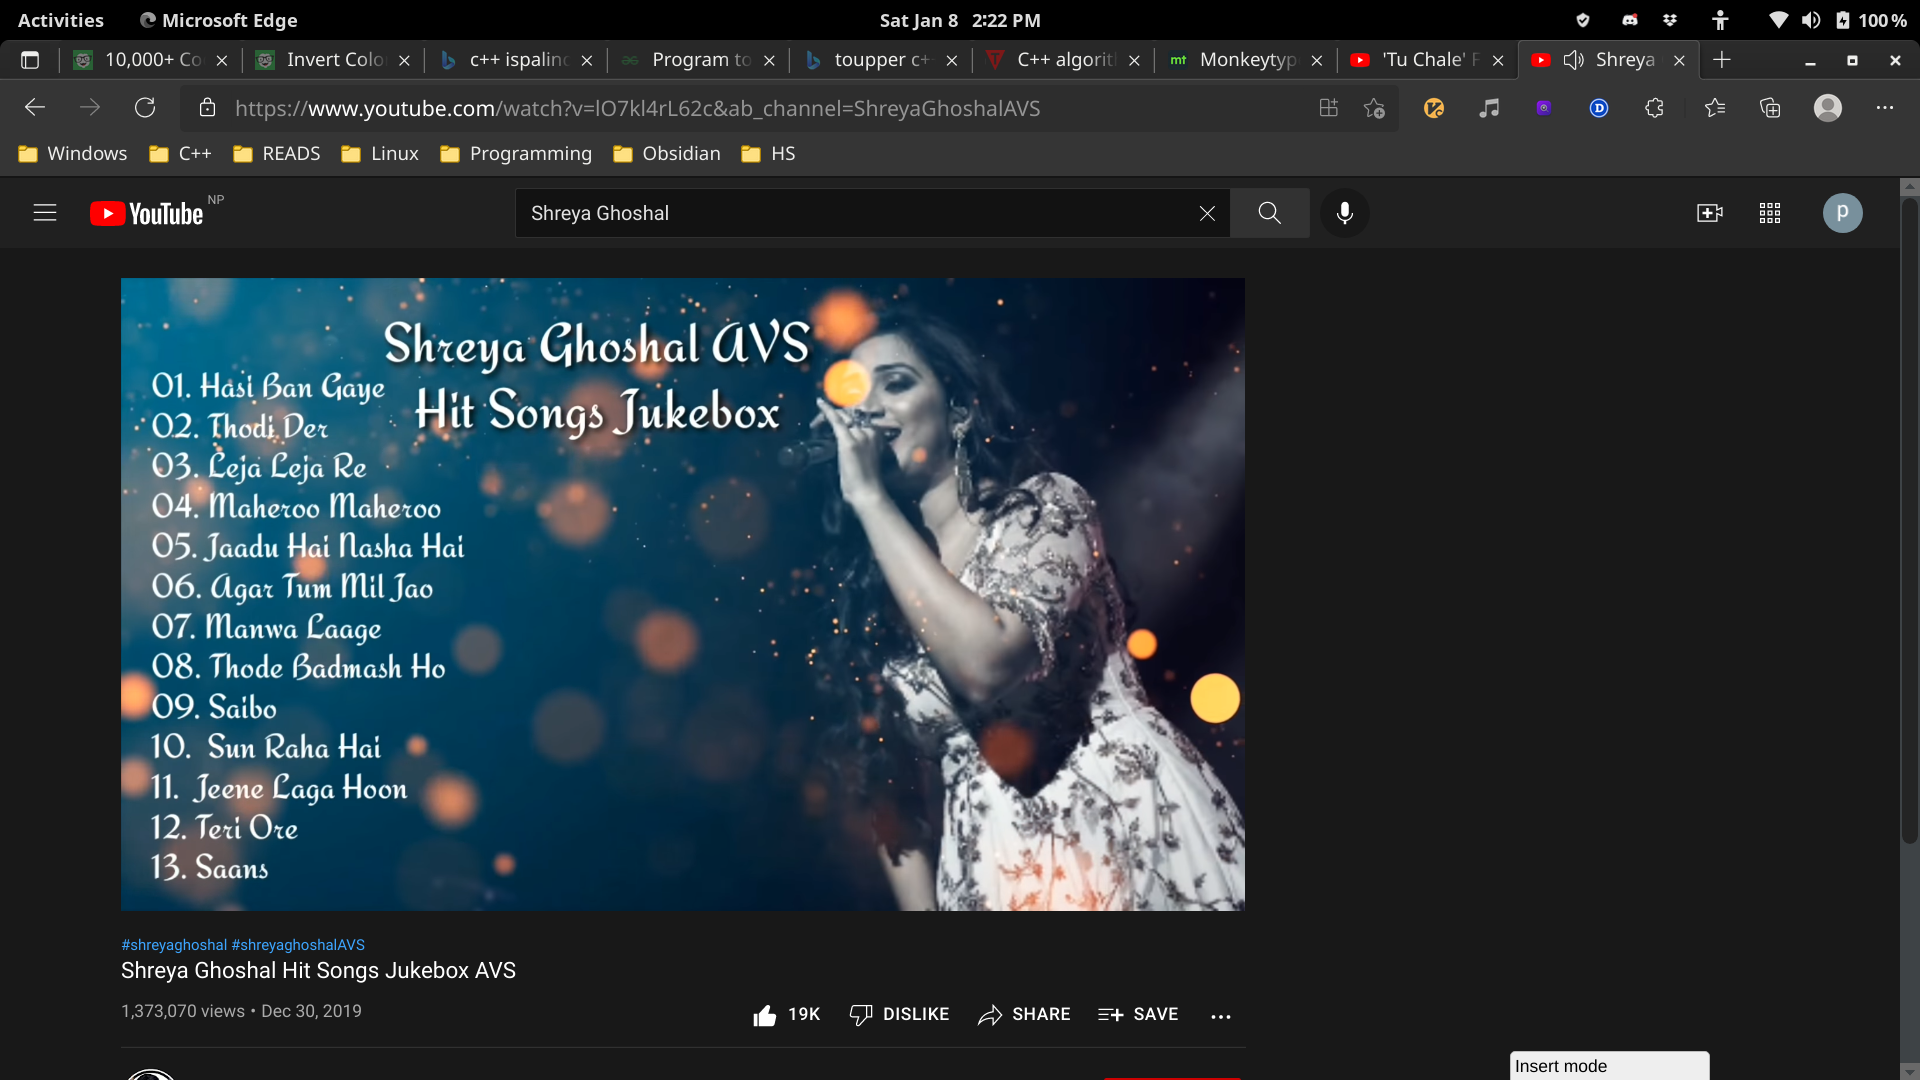 Activities Microsoft Edge Sat Jan 8 2:22 PM 100%
10,000+ Co Invert Colo c++ ispalind Program to toupper c+ C++ algorit mt Monkeytyp 'Tu Chale' F Shreya
https://www.youtube.com/watch?v=lO7kl4rL62c&ab_channel=ShreyaGhoshalAVS
Windows C++ READS Linux Programming Obsidian HS
YouTube NP Shreya Ghoshal p
Shreya Ghoshal AVS
Hit Songs Jukebox
01. Hasi Ban Gaye
02. Thodi Der
03. Leja Leja Re
04. Maheroo Maheroo
05. Jaadu Hai Nasha Hai
06. Agar Tum Mil Jao
07. Manwa Laage
08. Thode Badmash Ho
09. Saibo
10. Sun Raha Hai
11. Jeene Laga Hoon
12. Teri Ore
13. Saans
#shreyaghoshal #shreyaghoshalAVS
Shreya Ghoshal Hit Songs Jukebox AVS
1,373,070 views • Dec 30, 2019 19K DISLIKE SHARE SAVE
Insert mode